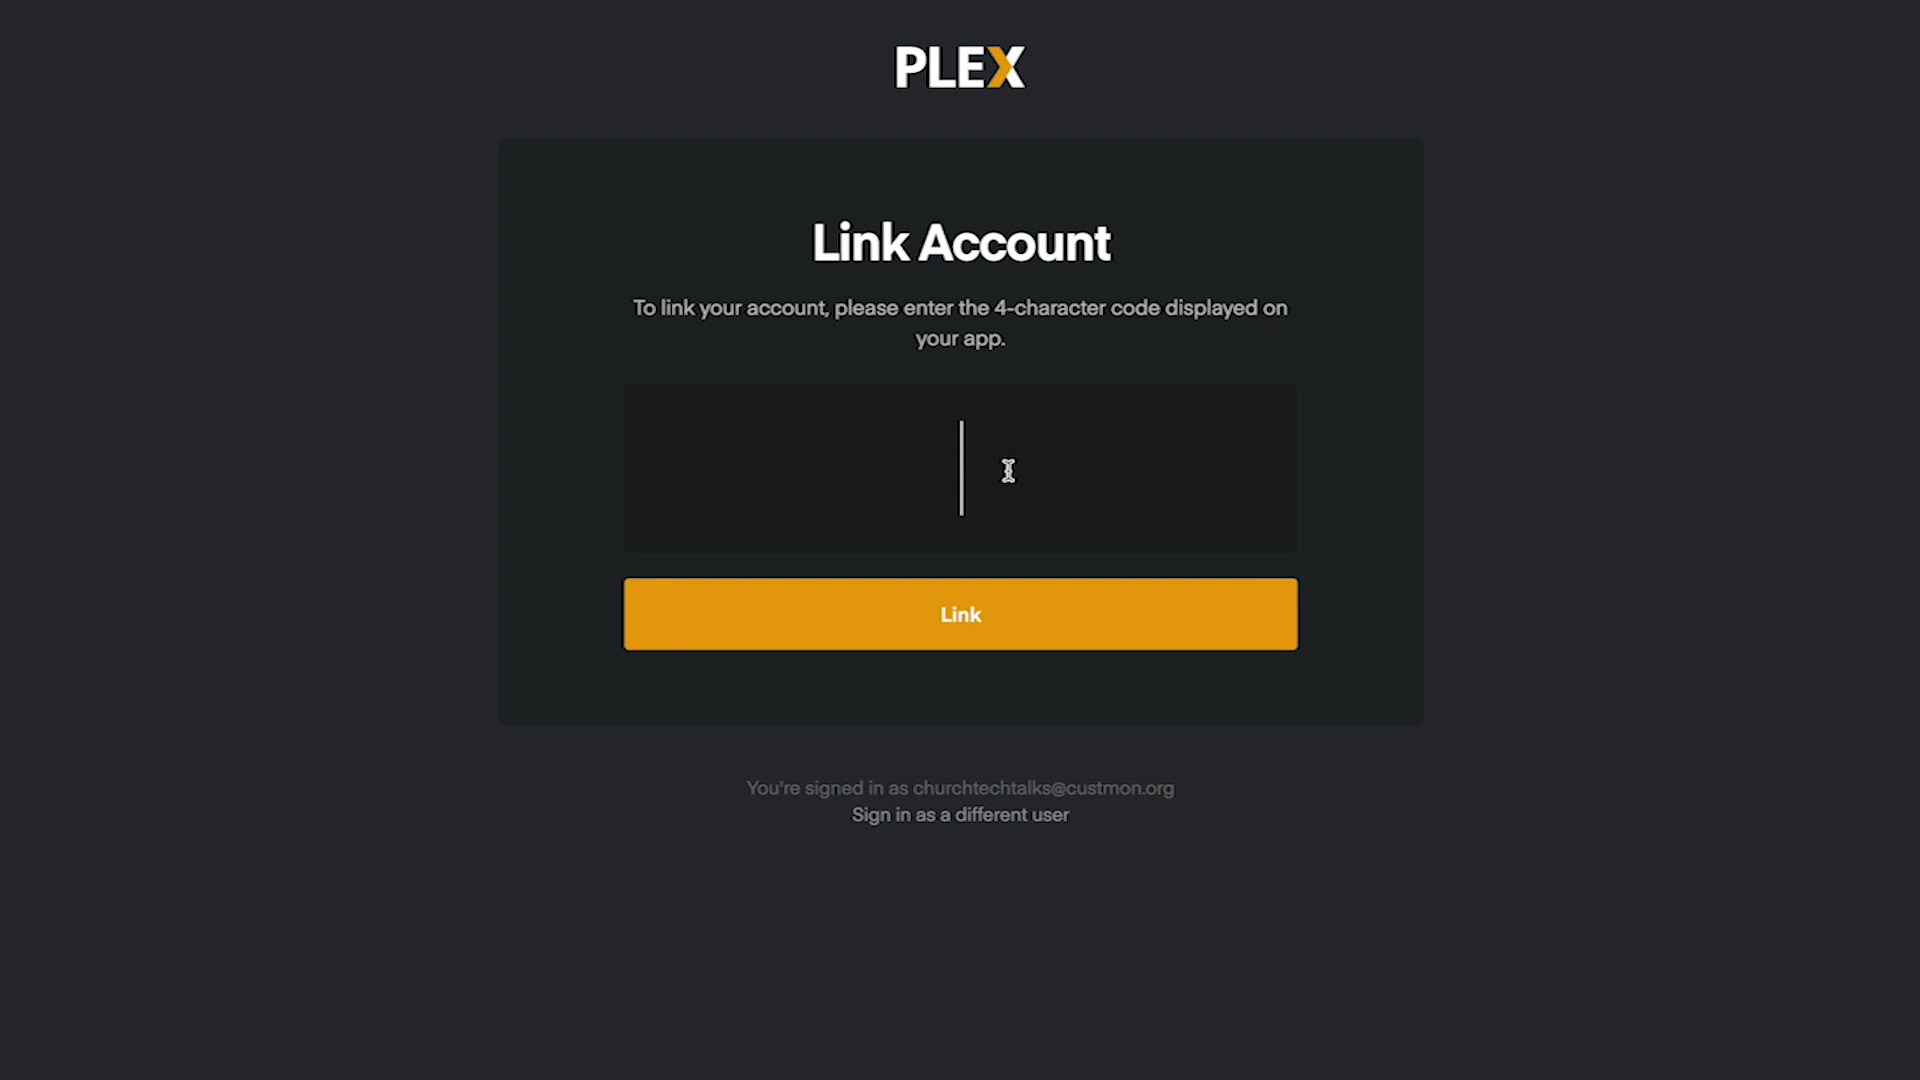 PLEX
Link Account
To link your account, please enter the 4-character code displayed on
your app.
Link
You're signed in as churchtechtalks@custmon.org
Sign in as a different user